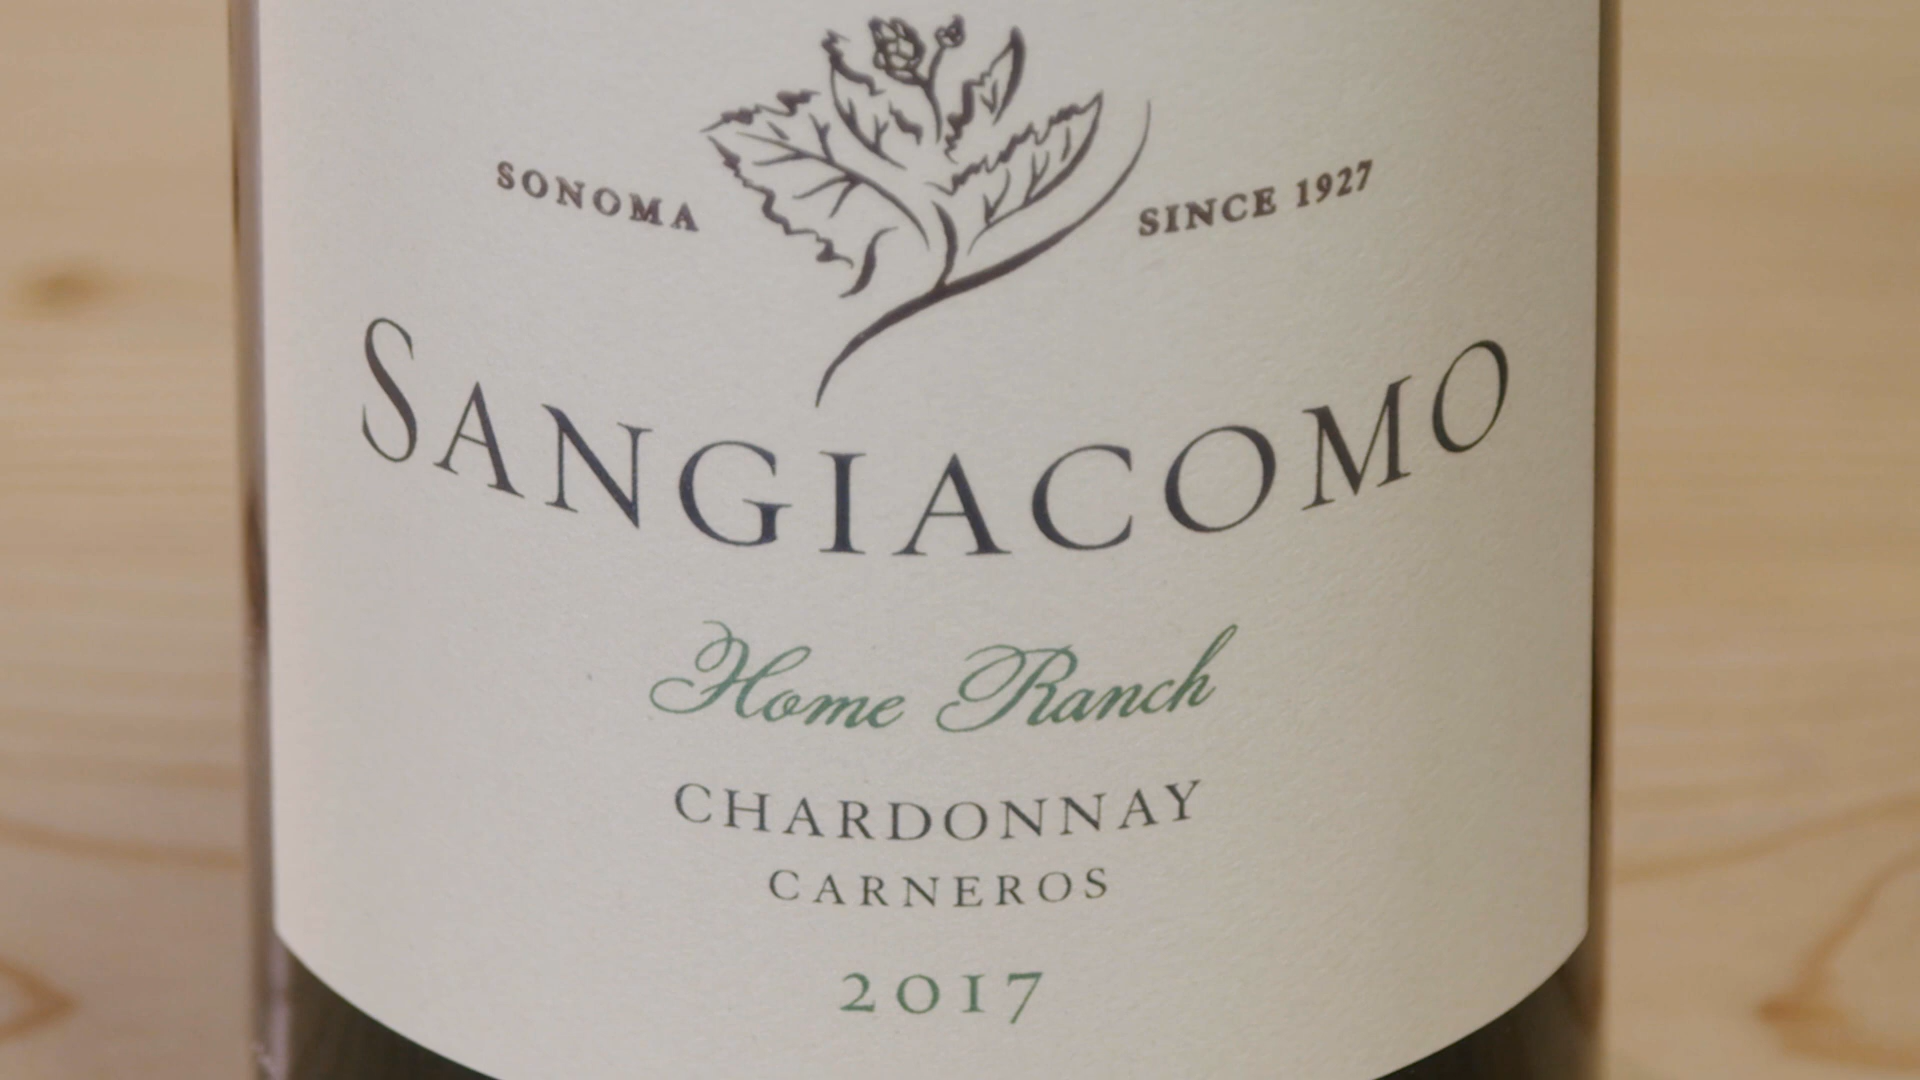 SONOMA SINCE 1927
SANGIACOMO
Home Ranch
CHARDONNAY
CARNEROS
2017